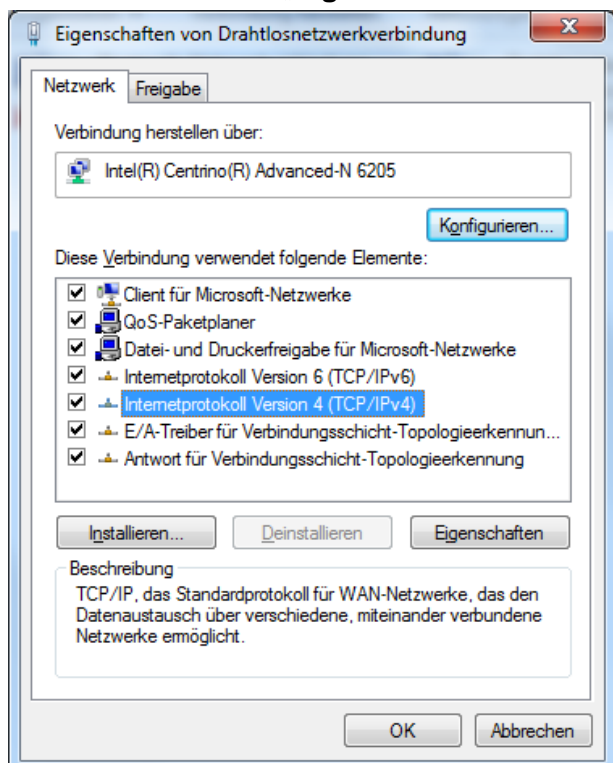 Eigenschaften von Drahtlosnetzwerkverbindung
Netzwerk Freigabe
Verbindung herstellen über:
Intel(R) Centrino(R) Advanced-N 6205
Konfigurieren...
Diese Verbindung verwendet folgende Elemente:
Client für Microsoft-Netzwerke
QoS-Paketplaner
Datei- und Druckerfreigabe für Microsoft-Netzwerke
Internetprotokoll Version 6 (TCP/IPv6)
Internetprotokoll Version 4 (TCP/IPv4)
E/A-Treiber für Verbindungsschicht-Topologieerkennun...
Antwort für Verbindungsschicht-Topologieerkennung
Installieren... Deinstallieren Eigenschaften
Beschreibung
TCP/IP, das Standardprotokoll für WAN-Netzwerke, das den
Datenaustausch über verschiedene, miteinander verbundene
Netzwerke ermöglicht.
OK Abbrechen